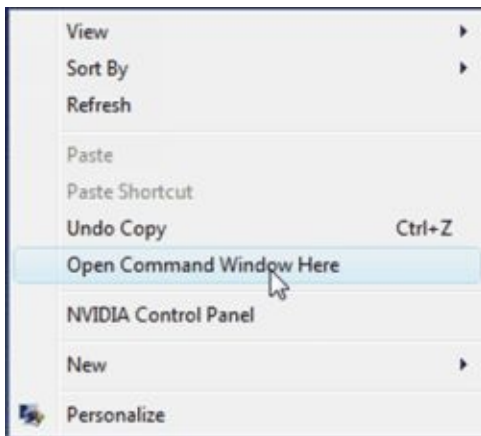 View
Sort By
Refresh
Paste
Paste Shortcut
Undo Copy Ctrl+Z
Open Command Window Here
NVIDIA Control Panel
New
Personalize